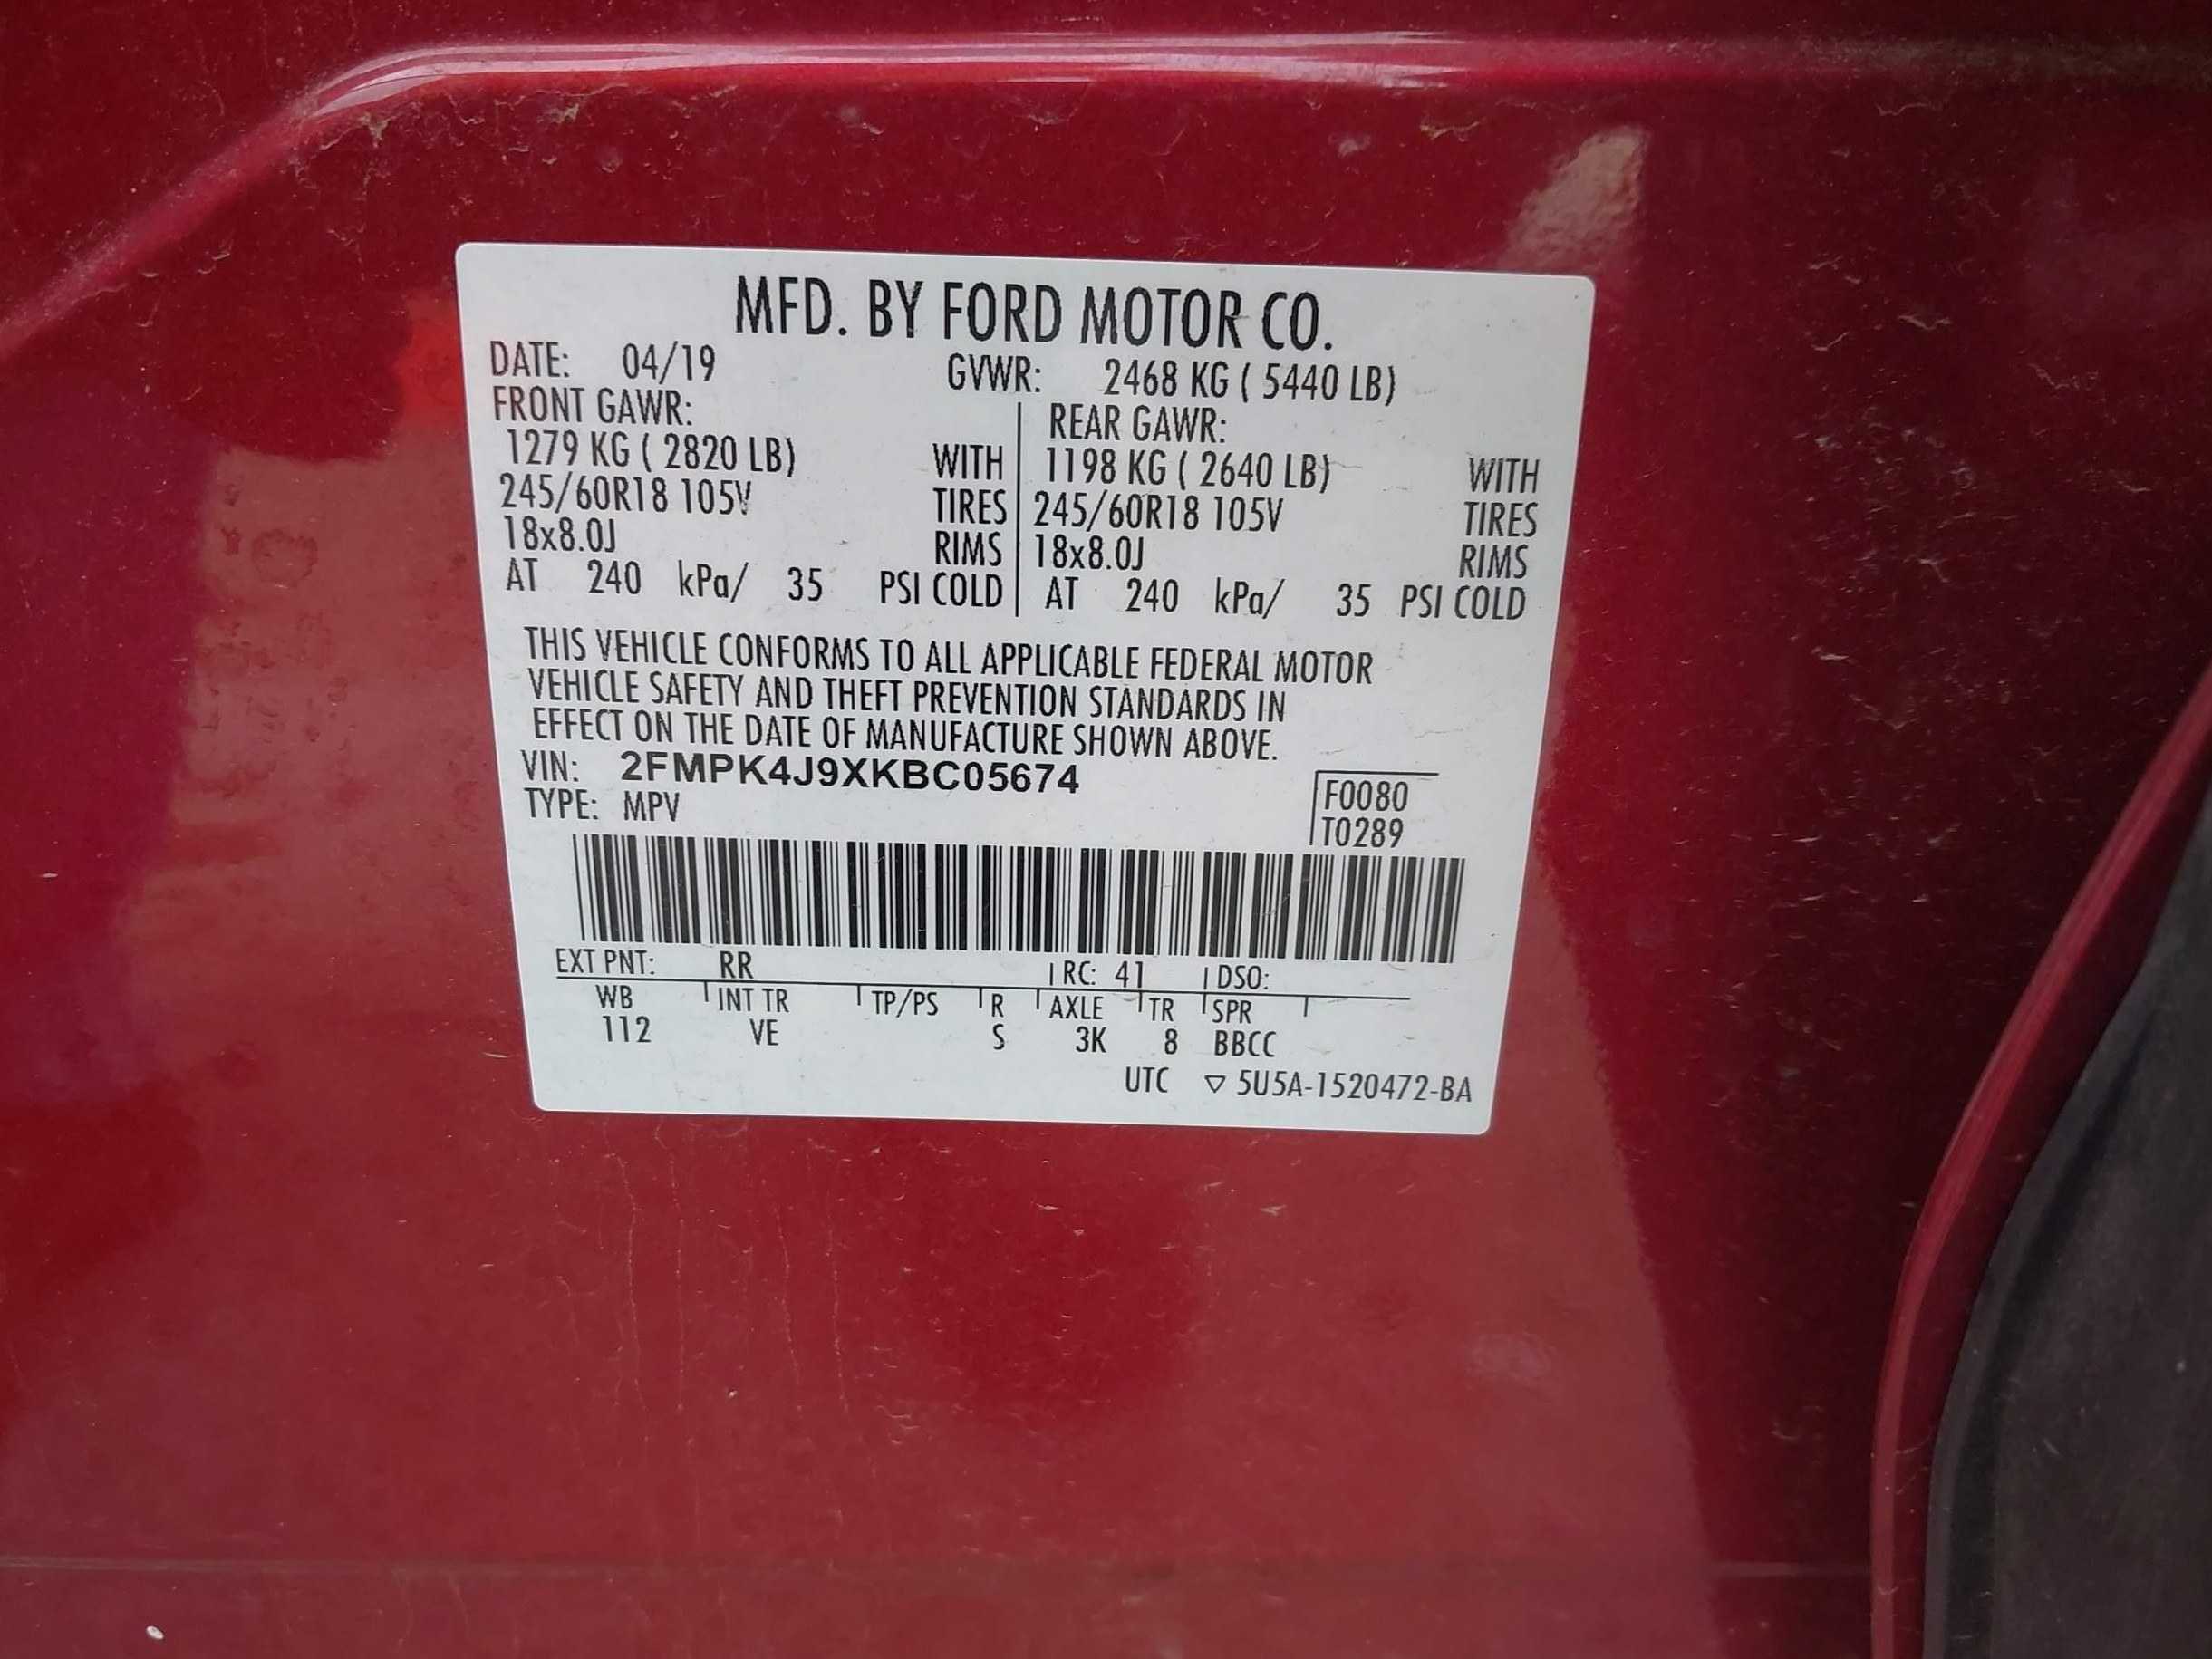 MFD. BY FORD MOTOR CO.
DATE: 04/19 GVWR: 2468 KG ( 5440 LB)
FRONT GAWR: REAR GAWR:
1279 KG ( 2820 LB) WITH 1198 KG ( 2640 LB) WITH
245/60R18 105V TIRES 245/60R18 105V TIRES
18x8.0J RIMS 18x8.0J RIMS
AT 240 kPa/ 35 PSI COLD AT 240 kPa/ 35 PSI COLD
THIS VEHICLE CONFORMS TO ALL APPLICABLE FEDERAL MOTOR
VEHICLE SAFETY AND THEFT PREVENTION STANDARDS IN
EFFECT ON THE DATE OF MANUFACTURE SHOWN ABOVE.
VIN: 2FMPK4J9XKBC05674
F0080
TYPE: MPV
T0289
EXT PNT: RR RC: 41 DSO:
WB INT TR TP/PS R AXLE TR SPR
112 VE S 3K 8 BBCC
UTC ▽ 5U5A-1520472-BA